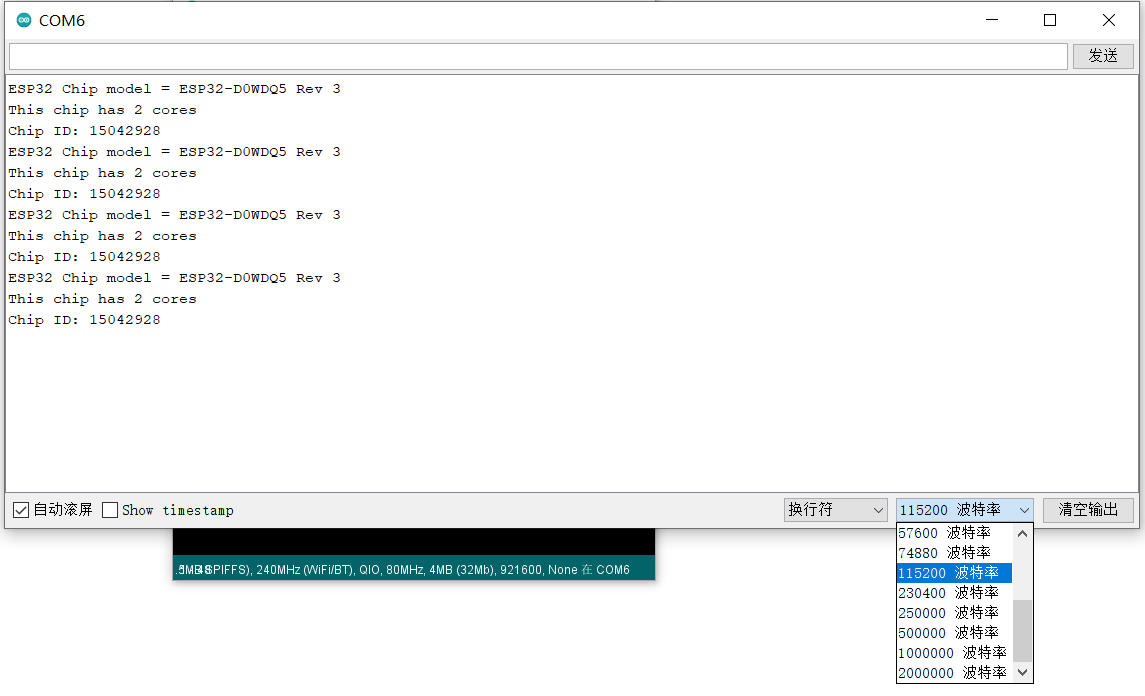 COM6
发送
ESP32 Chip model = ESP32-D0WDQ5 Rev 3
This chip has 2 cores
Chip ID: 15042928
ESP32 Chip model = ESP32-D0WDQ5 Rev 3
This chip has 2 cores
Chip ID: 15042928
ESP32 Chip model = ESP32-D0WDQ5 Rev 3
This chip has 2 cores
Chip ID: 15042928
ESP32 Chip model = ESP32-D0WDQ5 Rev 3
This chip has 2 cores
Chip ID: 15042928
自动滚屏 Show timestamp 换行符 115200 波特率 清空输出
57600 波特率
74880 波特率
115200 波特率
230400 波特率
250000 波特率
500000 波特率
1000000 波特率
2000000 波特率
SPIFFS), 240MHz (WiFi/BT), QIO, 80MHz, 4MB (32Mb), 921600, None 在 COM6